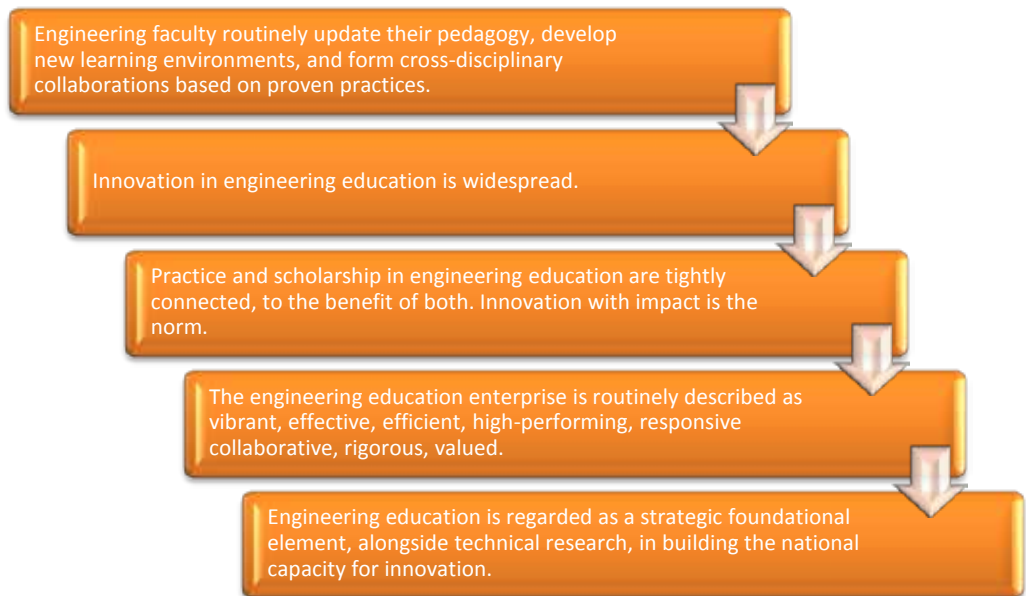 Engineering faculty routinely update their pedagogy, develop
new learning environments, and form cross-disciplinary
collaborations based on proven practices.
Innovation in engineering education is widespread.
Practice and scholarship in engineering education are tightly
connected, to the benefit of both. Innovation with impact is the
norm.
The engineering education enterprise is routinely described as
vibrant, effective, efficient, high-performing, responsive
collaborative, rigorous, valued.
Engineering education is regarded as a strategic foundational
element, alongside technical research, in building the national
capacity for innovation.